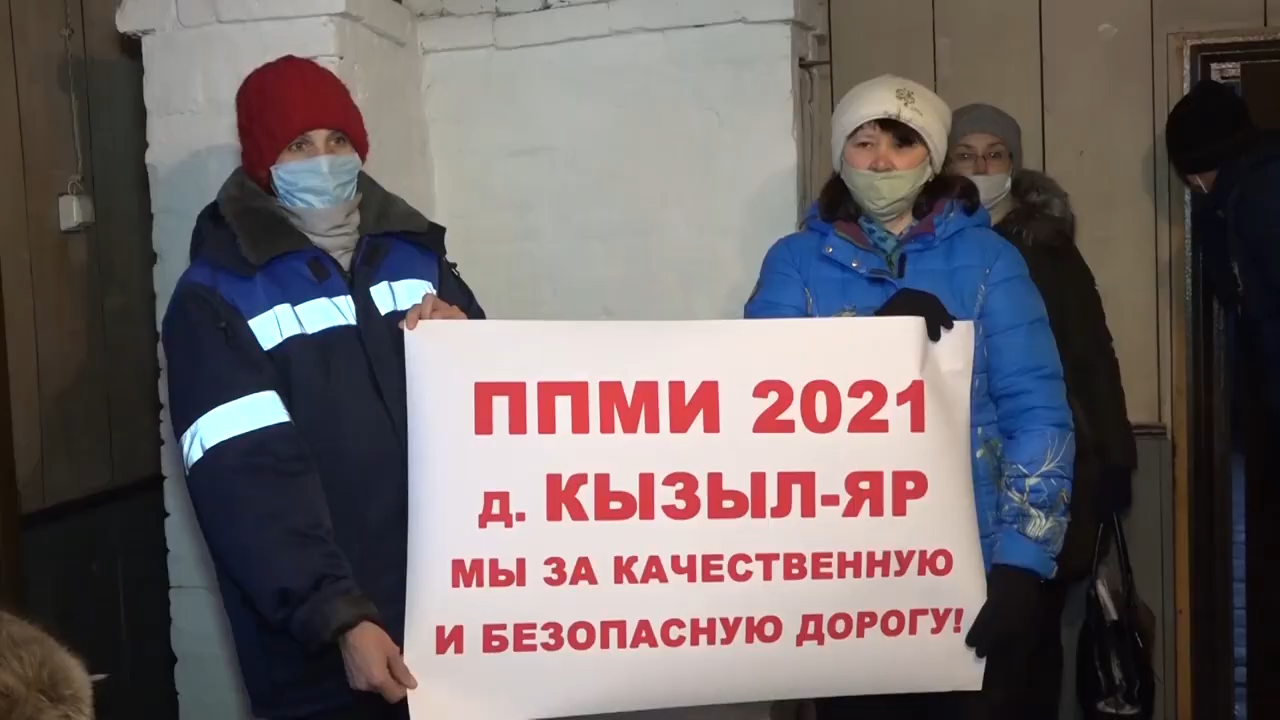 ППМИ 2021
д. КЫЗЫЛ-ЯР
МЫ ЗА КАЧЕСТВЕННУЮ
И БЕЗОПАСНУЮ ДОРОГУ!